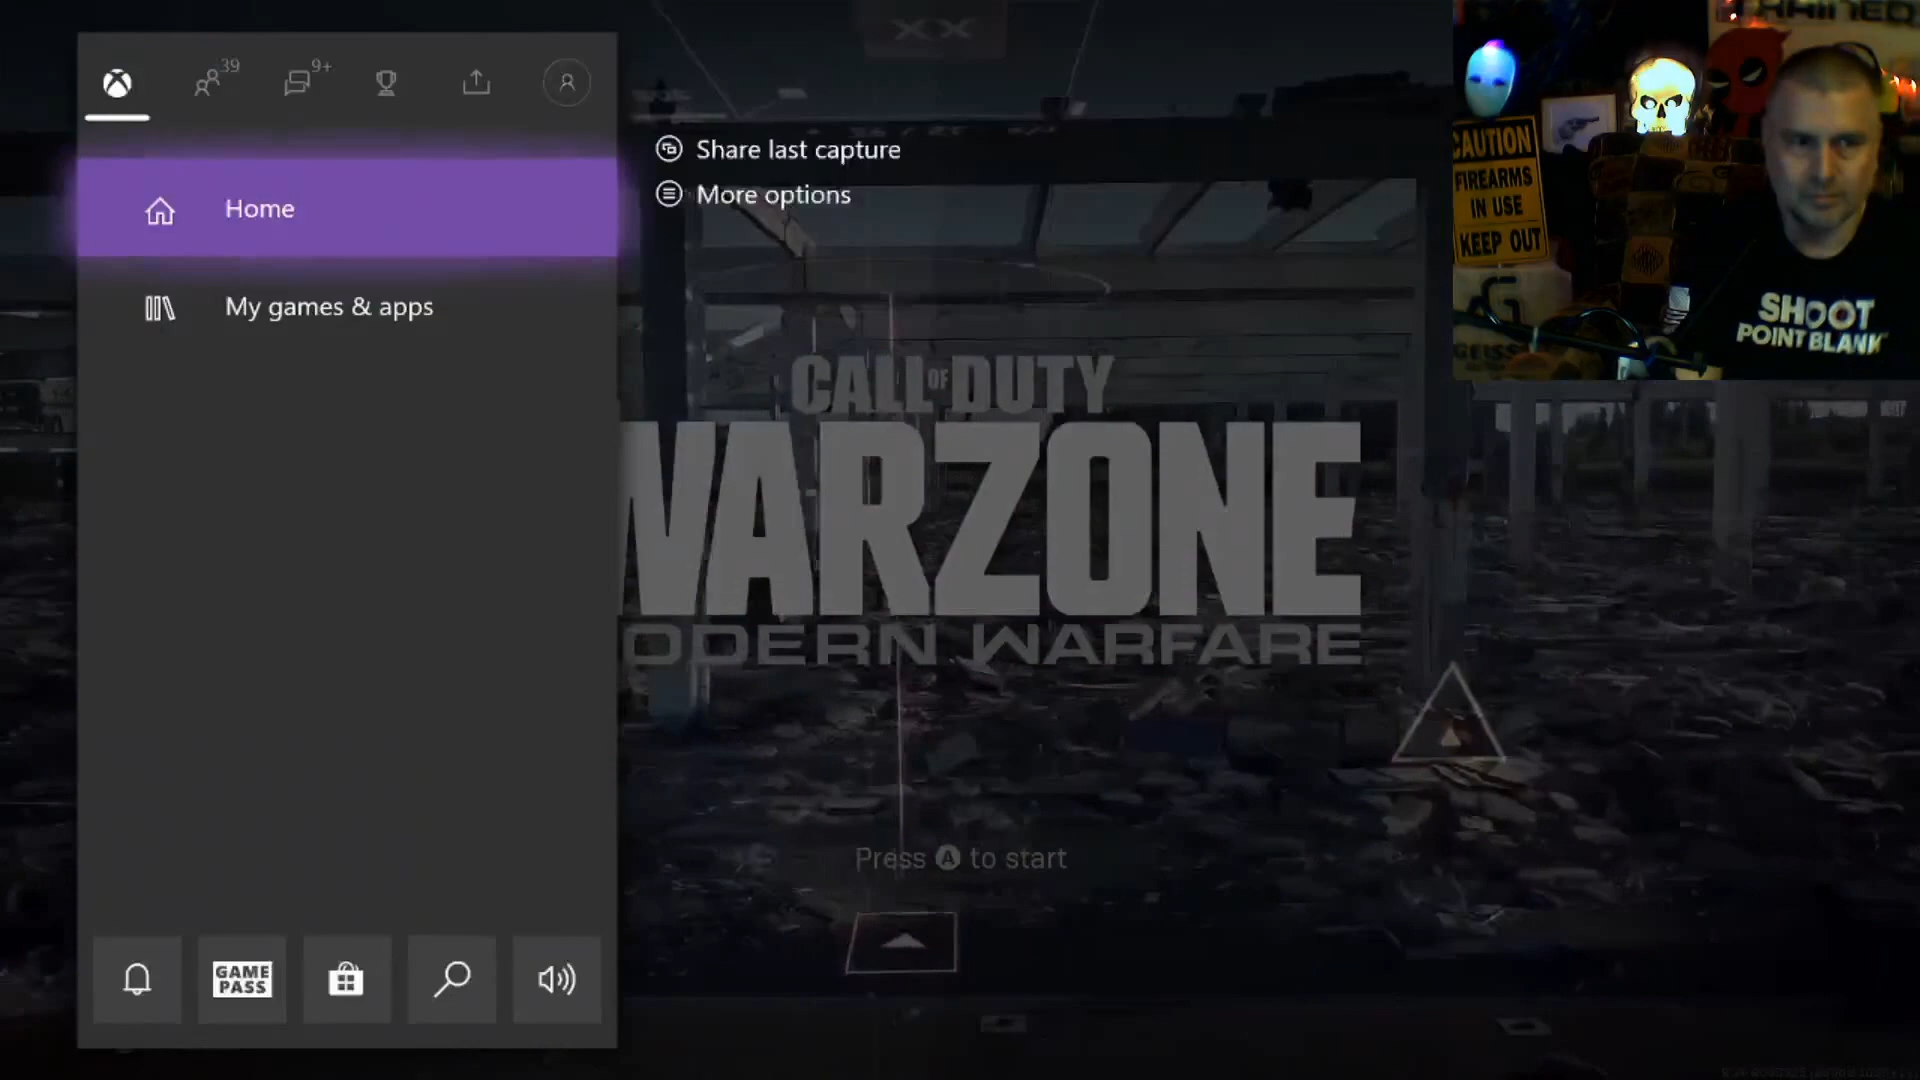 39
9+
Home
My games & apps
Share last capture
More options
CALL OF DUTY
WARZONE
MODERN WARFARE
Press A to start
GAME
PASS
CAUTION
FIREARMS
IN USE
KEEP OUT
SHOOT
POINT BLANK